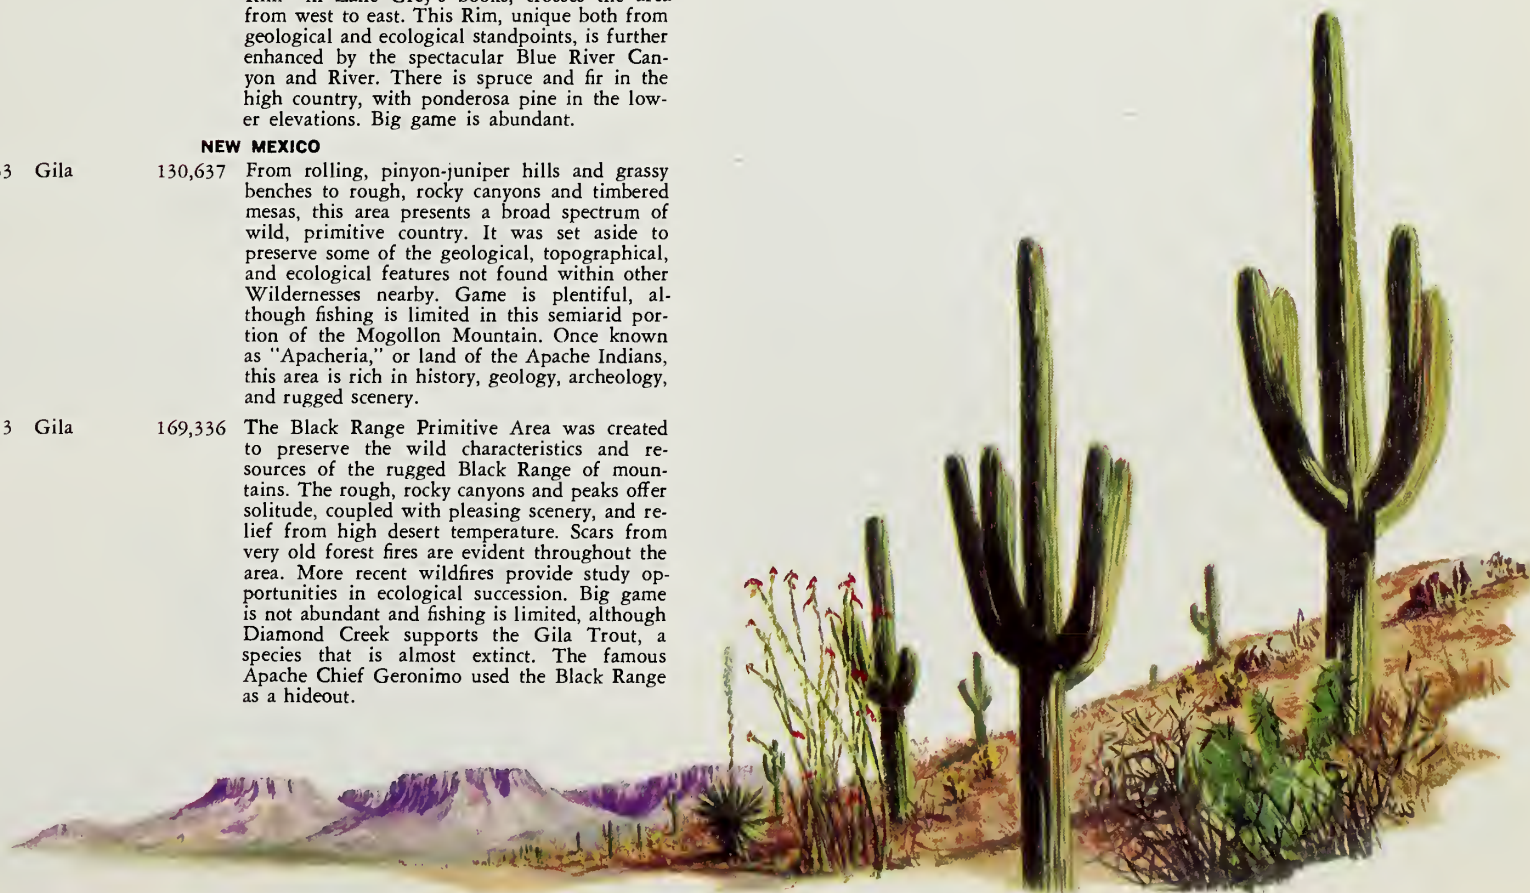 from west to east. This Rim, unique both from
geological and ecological standpoints, is further
enhanced by the spectacular Blue River Can-
yon and River. There is spruce and fir in the
high country, with ponderosa pine in the low-
er elevations. Big game is abundant.
NEW MEXICO
3 Gila 130,637 From rolling, pinyon-juniper hills and grassy
benches to rough, rocky canyons and timbered
mesas, this area presents a broad spectrum of
wild, primitive country. It was set aside to
preserve some of the geological, topographical,
and ecological features not found within other
Wildernesses nearby. Game is plentiful, al-
though fishing is limited in this semiarid por-
tion of the Mogollon Mountain. Once known
as "Apacheria," or land of the Apache Indians,
this area is rich in history, geology, archeology,
and rugged scenery.
3 Gila 169,336 The Black Range Primitive Area was created
to preserve the wild characteristics and re-
sources of the rugged Black Range of moun-
tains. The rough, rocky canyons and peaks offer
solitude, coupled with pleasing scenery, and re-
lief from high desert temperature. Scars from
very old forest fires are evident throughout the
area. More recent wildfires provide study op-
portunities in ecological succession. Big game
is not abundant and fishing is limited, although
Diamond Creek supports the Gila Trout, a
species that is almost extinct. The famous
Apache Chief Geronimo used the Black Range
as a hideout.